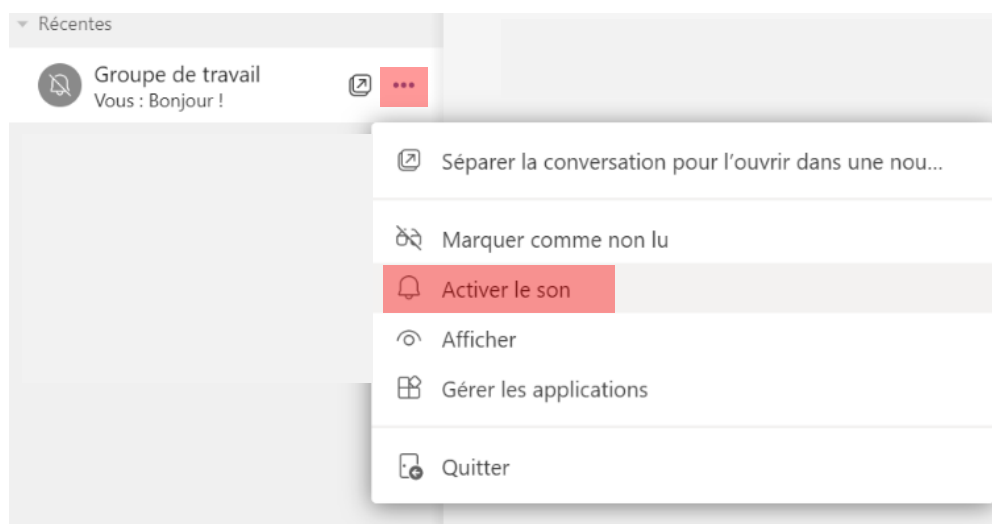 Récentes
Groupe de travail
Vous : Bonjour !
Séparer la conversation pour l’ouvrir dans une nou...
Marquer comme non lu
Activer le son
Afficher
Gérer les applications
Quitter